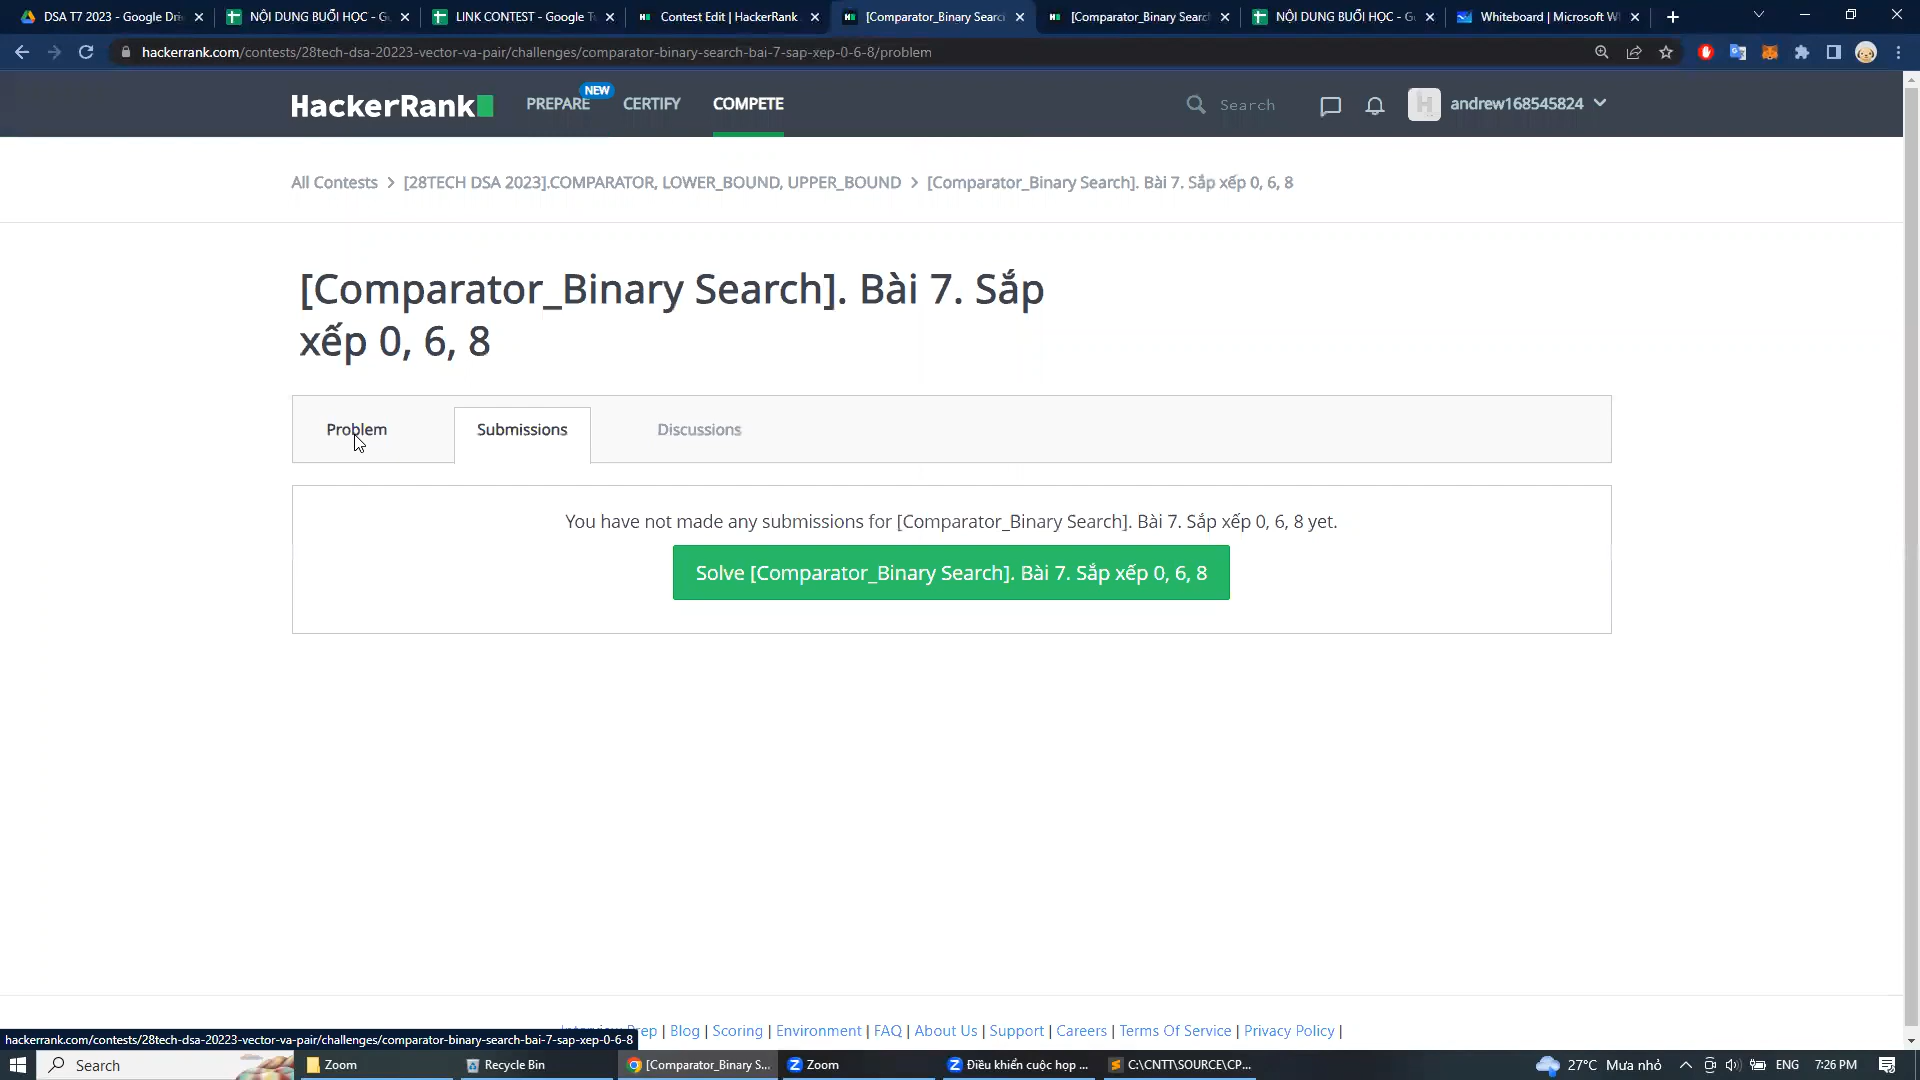 DSA T7 2023 - Google Dri
NỘI DUNG BUỔI HỌC - G
LINK CONTEST - Google T
Contest Edit | HackerRank
[Comparator_Binary Searc
[Comparator_Binary Search
NỘI DUNG BUỔI HỌC - G
Whiteboard | Microsoft W
hackerrank.com/contests/28tech-dsa-20223-vector-va-pair/challenges/comparator-binary-search-bai-7-sap-xep-0-6-8/problem
HackerRank
PREPARE
NEW
CERTIFY
COMPETE
Search
andrew168545824
All Contests > [28TECH DSA 2023].COMPARATOR, LOWER_BOUND, UPPER_BOUND > [Comparator_Binary Search]. Bài 7. Sắp xếp 0, 6, 8
[Comparator_Binary Search]. Bài 7. Sắp
xếp 0, 6, 8
Problem
Submissions
Discussions
You have not made any submissions for [Comparator_Binary Search]. Bài 7. Sắp xếp 0, 6, 8 yet.
Solve [Comparator_Binary Search]. Bài 7. Sắp xếp 0, 6, 8
Interview Prep | Blog | Scoring | Environment | FAQ | About Us | Support | Careers | Terms Of Service | Privacy Policy |
hackerrank.com/contests/28tech-dsa-20223-vector-va-pair/challenges/comparator-binary-search-bai-7-sap-xep-0-6-8
Search
Zoom
Recycle Bin
[Comparator_Binary S...
Zoom
Điều khiển cuộc họp ...
C:\CNTT\SOURCE\CP...
27°C Mưa nhỏ
ENG
7:26 PM